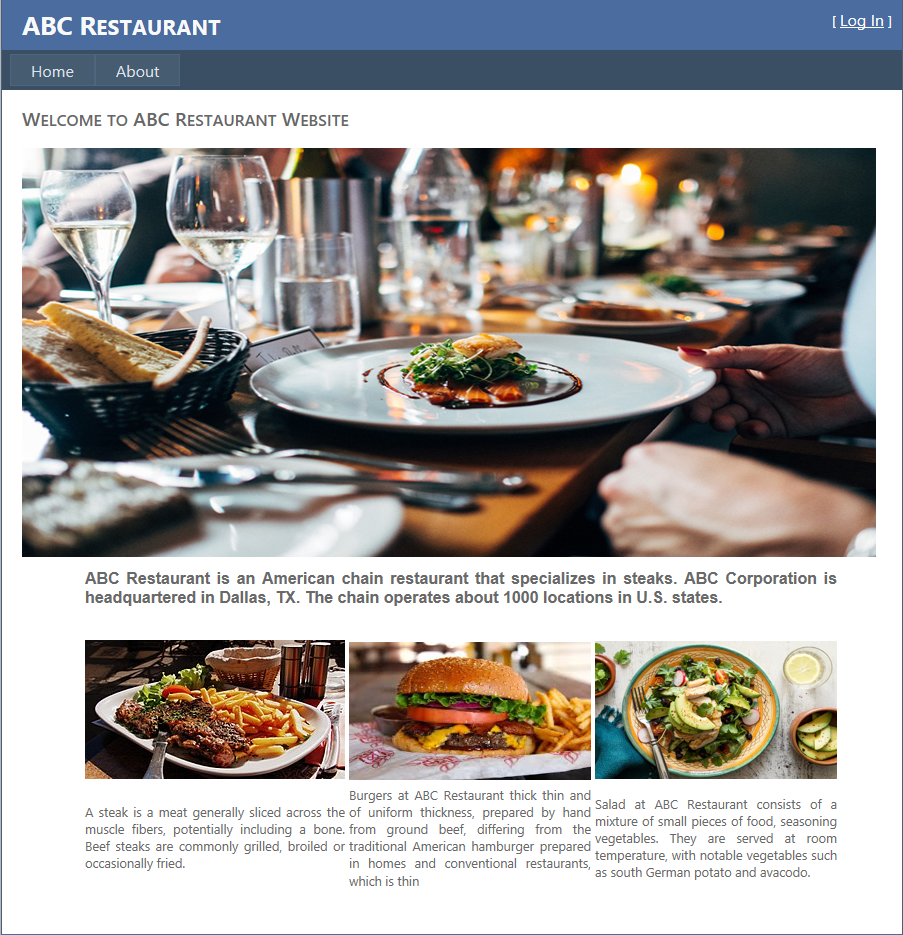 ABC Restaurant
[ Log In ]
Home
About
Welcome to ABC Restaurant Website
ABC Restaurant is an American chain restaurant that specializes in steaks. ABC Corporation is
headquartered in Dallas, TX. The chain operates about 1000 locations in U.S. states.
A steak is a meat generally sliced across the
muscle fibers, potentially including a bone.
Beef steaks are commonly grilled, broiled or
occasionally fried.
Burgers at ABC Restaurant thick thin and
of uniform thickness, prepared by hand
from ground beef, differing from the
traditional American hamburger prepared
in homes and conventional restaurants,
which is thin
Salad at ABC Restaurant consists of a
mixture of small pieces of food, seasoning
vegetables. They are served at room
temperature, with notable vegetables such
as south German potato and avacodo.